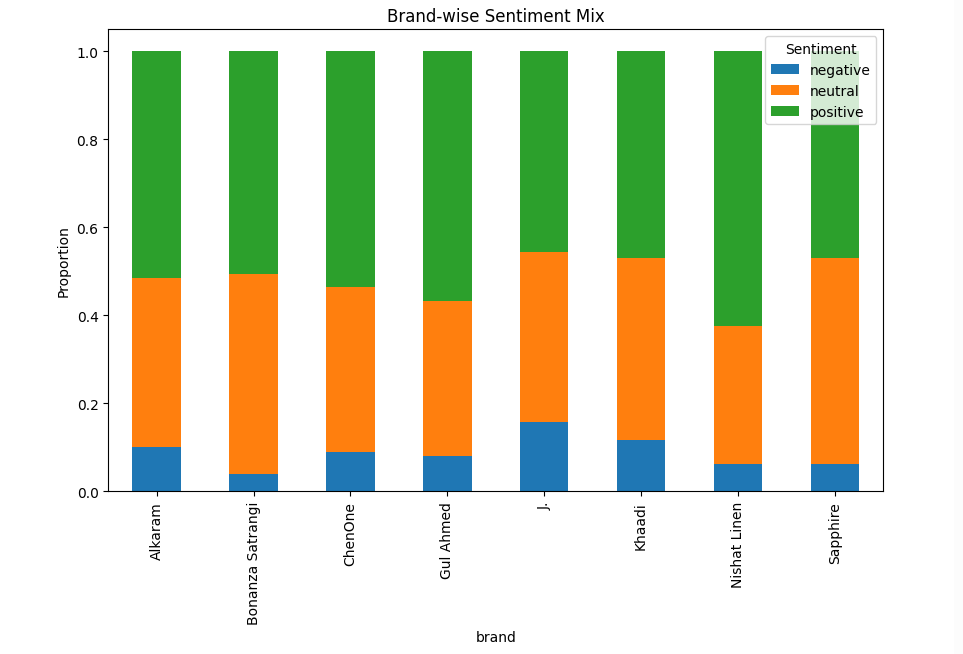 Brand-wise Sentiment Mix
Sentiment
negative
neutral
positive
1.0
0.8
0.6
0.4
0.2
0.0
Proportion
Alkaram
Bonanza Satrangi
ChenOne
Gul Ahmed
J.
Khaadi
Nishat Linen
Sapphire
brand